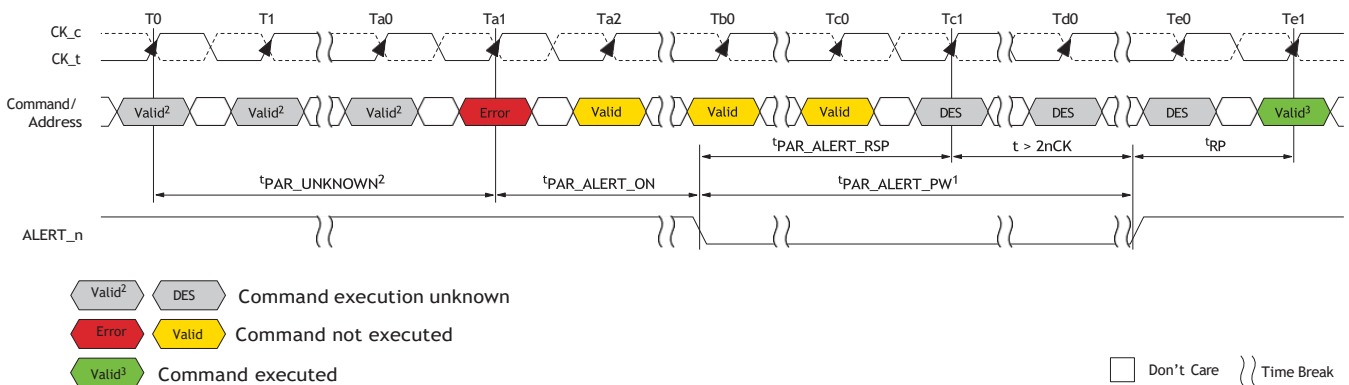 T0 T1 Ta0 Ta1 Ta2 Tb0 Tc0 Tc1 Td0 Te0 Te1
CK_c
CK_t
Command/
Address
Valid² Valid² Valid² Error Valid Valid Valid DES DES DES Valid³
tPAR_ALERT_RSP t > 2nCK tRP
tPAR_UNKNOWN² tPAR_ALERT_ON tPAR_ALERT_PW¹
ALERT_n
Valid² DES Command execution unknown
Error Valid Command not executed
Valid³ Command executed
Don't Care Time Break